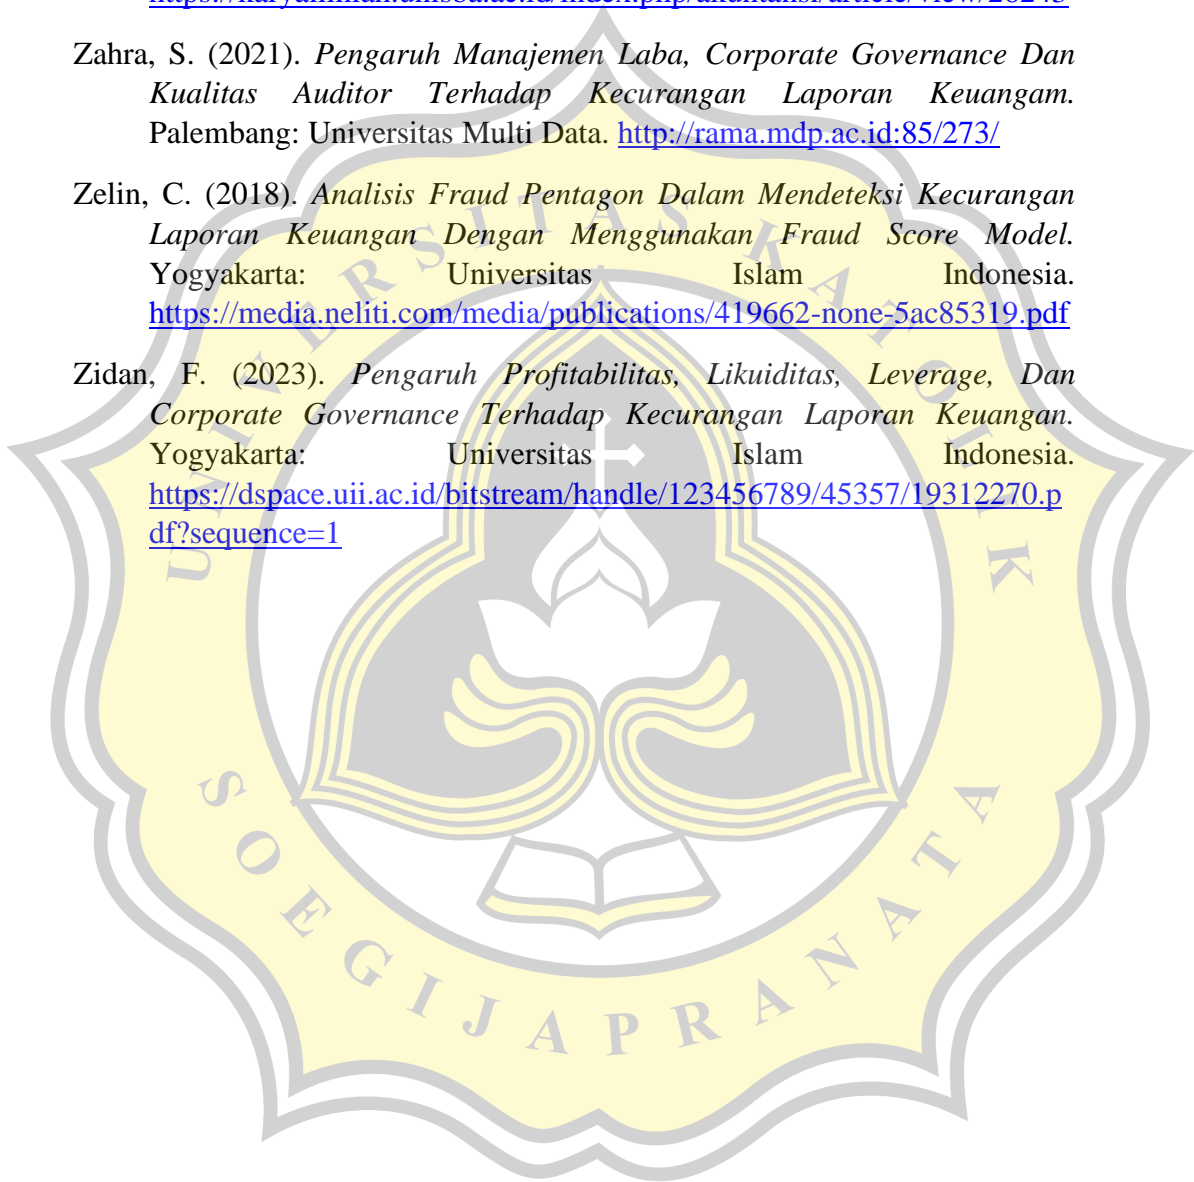 Zahra, S. (2021). Pengaruh Manajemen Laba, Corporate Governance Dan
Kualitas Auditor Terhadap Kecurangan Laporan Keuangam.
Palembang: Universitas Multi Data. http://rama.mdp.ac.id:85/273/
Zelin, C. (2018). Analisis Fraud Pentagon Dalam Mendeteksi Kecurangan
Laporan Keuangan Dengan Menggunakan Fraud Score Model.
Yogyakarta: Universitas Islam Indonesia.
https://media.neliti.com/media/publications/419662-none-5ac85319.pdf
Zidan, F. (2023). Pengaruh Profitabilitas, Likuiditas, Leverage, Dan
Corporate Governance Terhadap Kecurangan Laporan Keuangan.
Yogyakarta: Universitas Islam Indonesia.
https://dspace.uii.ac.id/bitstream/handle/123456789/45357/19312270.p
df?sequence=1
UNIVERSITAS KATOLIK
SOEGIJAPRANATA